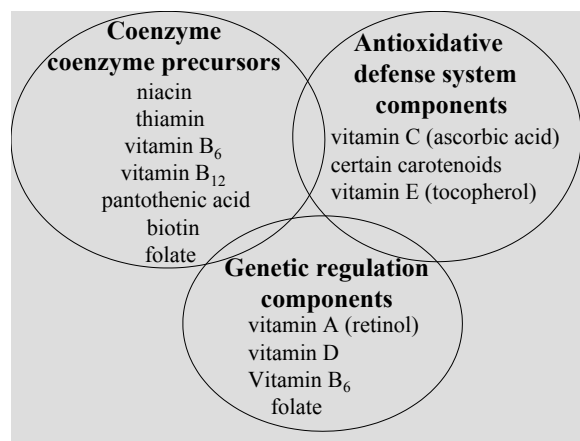 Coenzyme
coenzyme precursors
niacin
thiamin
vitamin B₆
vitamin B₁₂
pantothenic acid
biotin
folate
Antioxidative
defense system
components
vitamin C (ascorbic acid)
certain carotenoids
vitamin E (tocopherol)
Genetic regulation
components
vitamin A (retinol)
vitamin D
Vitamin B₆
folate